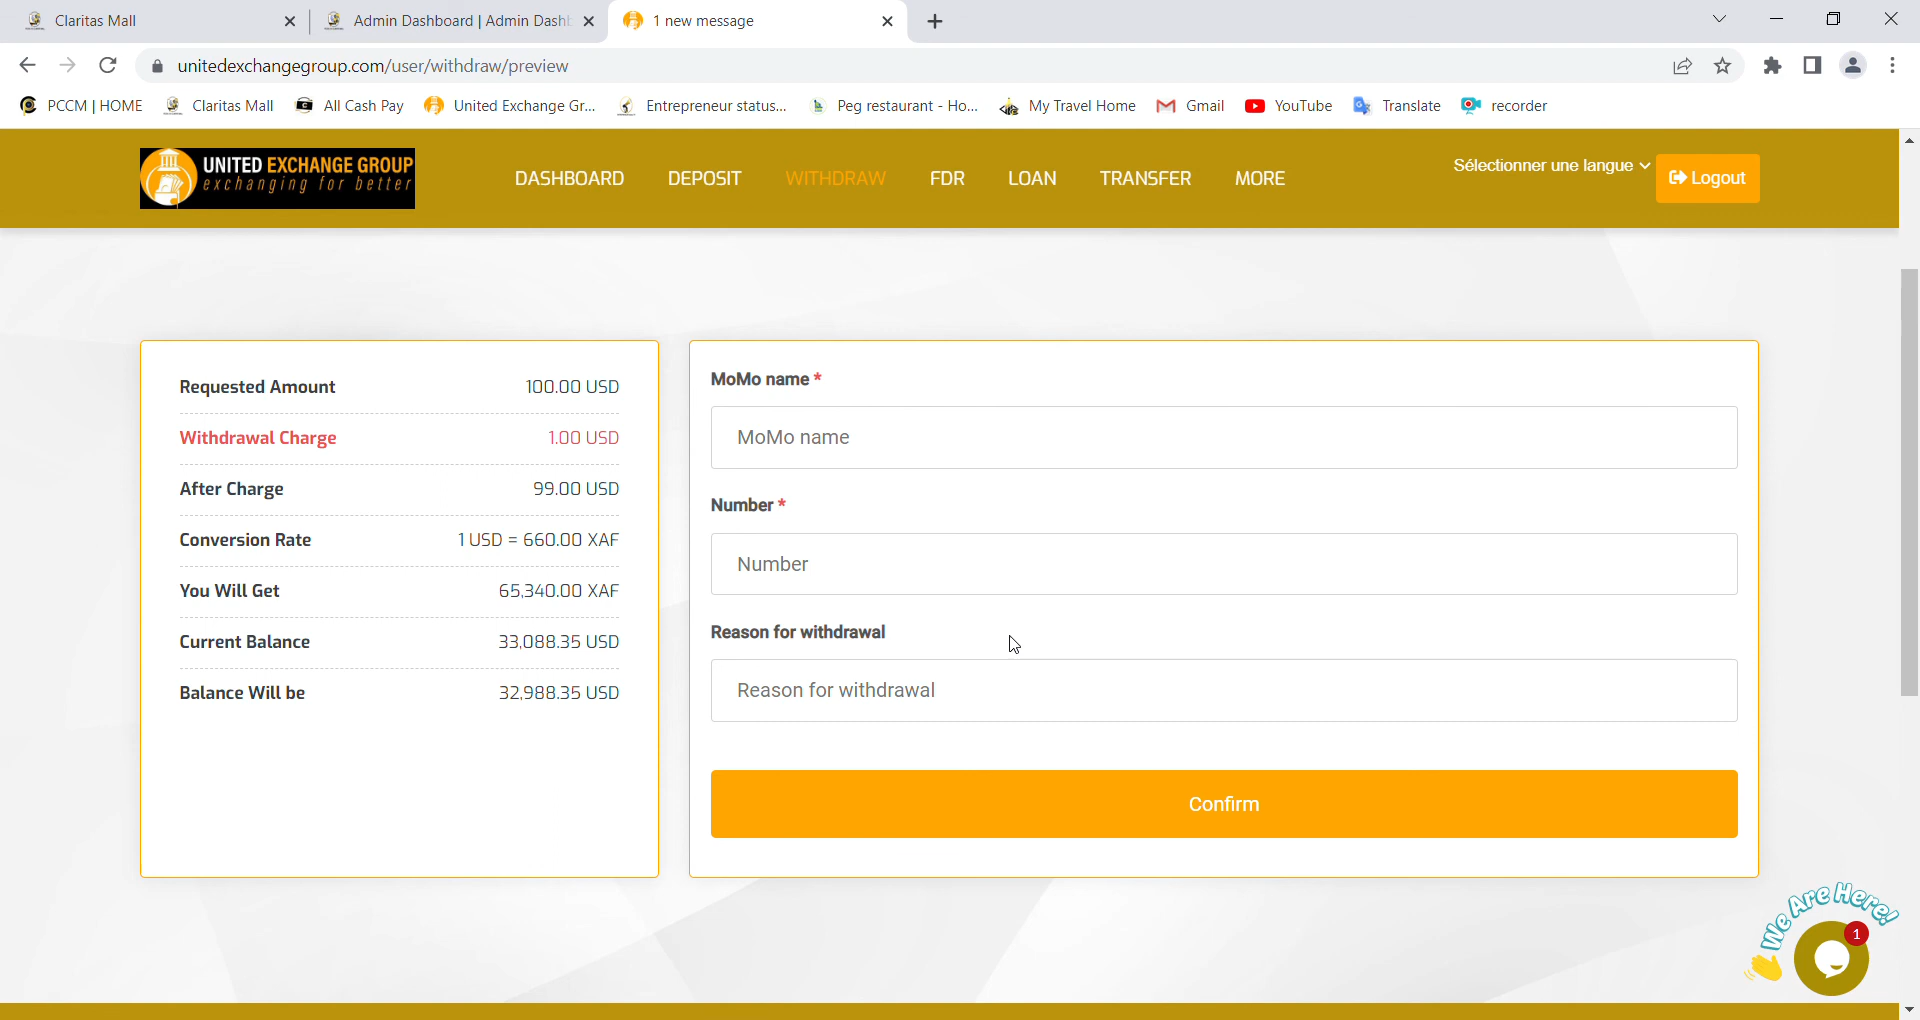 Claritas Mall
Admin Dashboard | Admin Dashb
1 new message
unitedexchangegroup.com/user/withdraw/preview
PCCM | HOME
Claritas Mall
All Cash Pay
United Exchange Gr...
Entrepreneur status...
Peg restaurant - Ho...
My Travel Home
Gmail
YouTube
Translate
recorder
UNITED EXCHANGE GROUP
exchanging for better
DASHBOARD
DEPOSIT
WITHDRAW
FDR
LOAN
TRANSFER
MORE
Sélectionner une langue
Logout
Requested Amount 100.00 USD
Withdrawal Charge 1.00 USD
After Charge 99.00 USD
Conversion Rate 1 USD = 660.00 XAF
You Will Get 65,340.00 XAF
Current Balance 33,088.35 USD
Balance Will be 32,988.35 USD
MoMo name *
MoMo name
Number *
Number
Reason for withdrawal
Reason for withdrawal
Confirm
We Are Here!
1